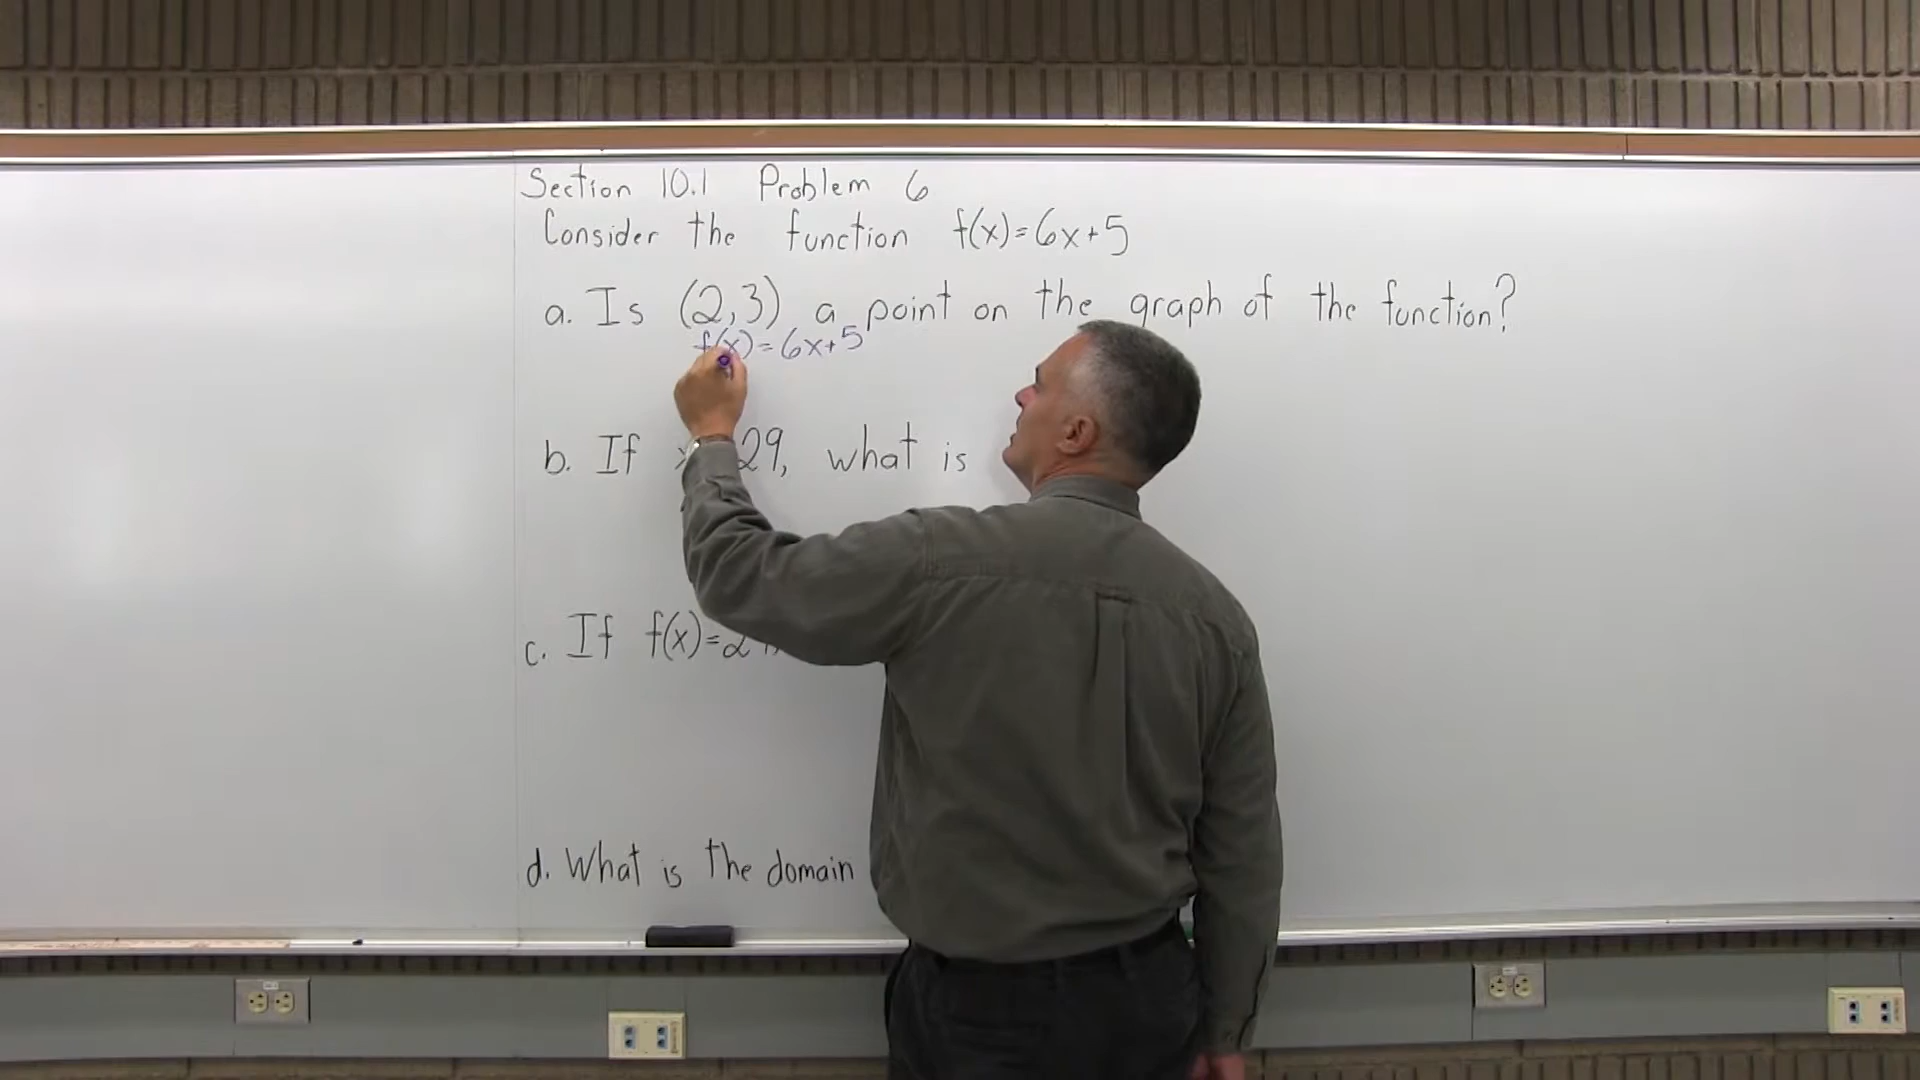 Section 10.1 Problem 6
Consider the function f(x)=6x+5
a. Is (2,3) a point on the graph of the function?
f(x)=6x+5
b. If 29, what is
c. If f(x)=
d. What is the domain